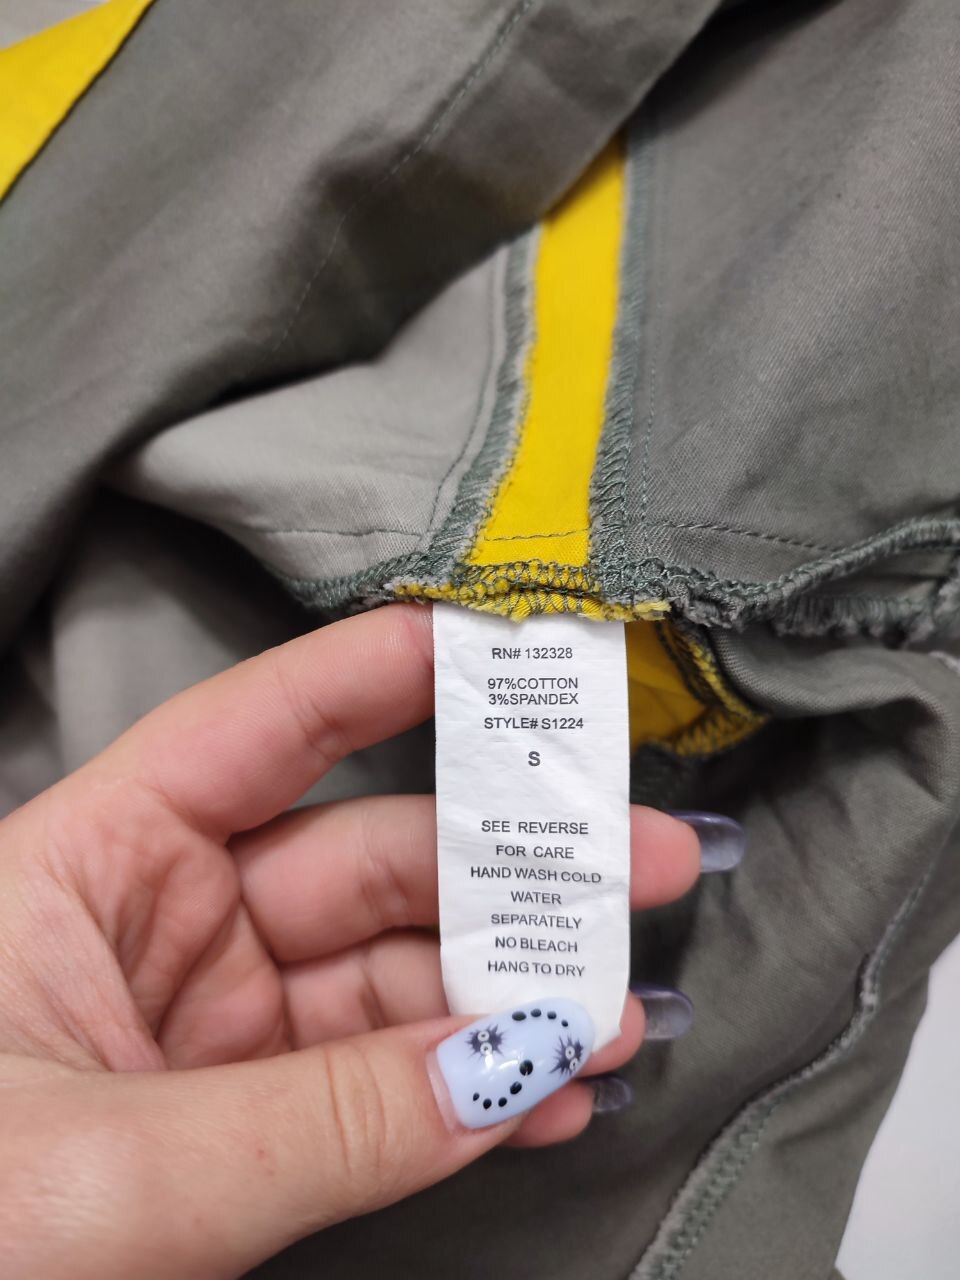 RN# 132328
97%COTTON
3%SPANDEX
STYLE# S1224
S
SEE REVERSE
FOR CARE
HAND WASH COLD
WATER
SEPARATELY
NO BLEACH
HANG TO DRY